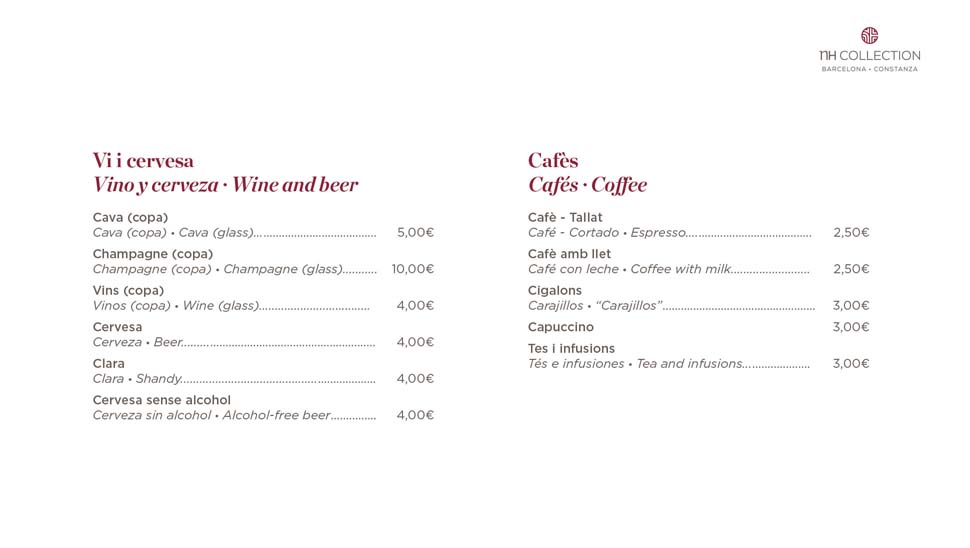 NH COLLECTION
BARCELONA • CONSTANZA
Vi i cervesa
Vino y cerveza · Wine and beer
Cava (copa)
Cava (copa) • Cava (glass)........................................ 5,00€
Champagne (copa)
Champagne (copa) • Champagne (glass)........... 10,00€
Vins (copa)
Vinos (copa) • Wine (glass).................................... 4,00€
Cervesa
Cerveza • Beer............................................................... 4,00€
Clara
Clara • Shandy................................................................ 4,00€
Cervesa sense alcohol
Cerveza sin alcohol • Alcohol-free beer............... 4,00€
Cafès
Cafés · Coffee
Cafè - Tallat
Café - Cortado • Espresso......................................... 2,50€
Cafè amb llet
Café con leche • Coffee with milk.......................... 2,50€
Cigalons
Carajillos • “Carajillos”.................................................. 3,00€
Capuccino 3,00€
Tes i infusions
Tés e infusiones • Tea and infusions...................... 3,00€